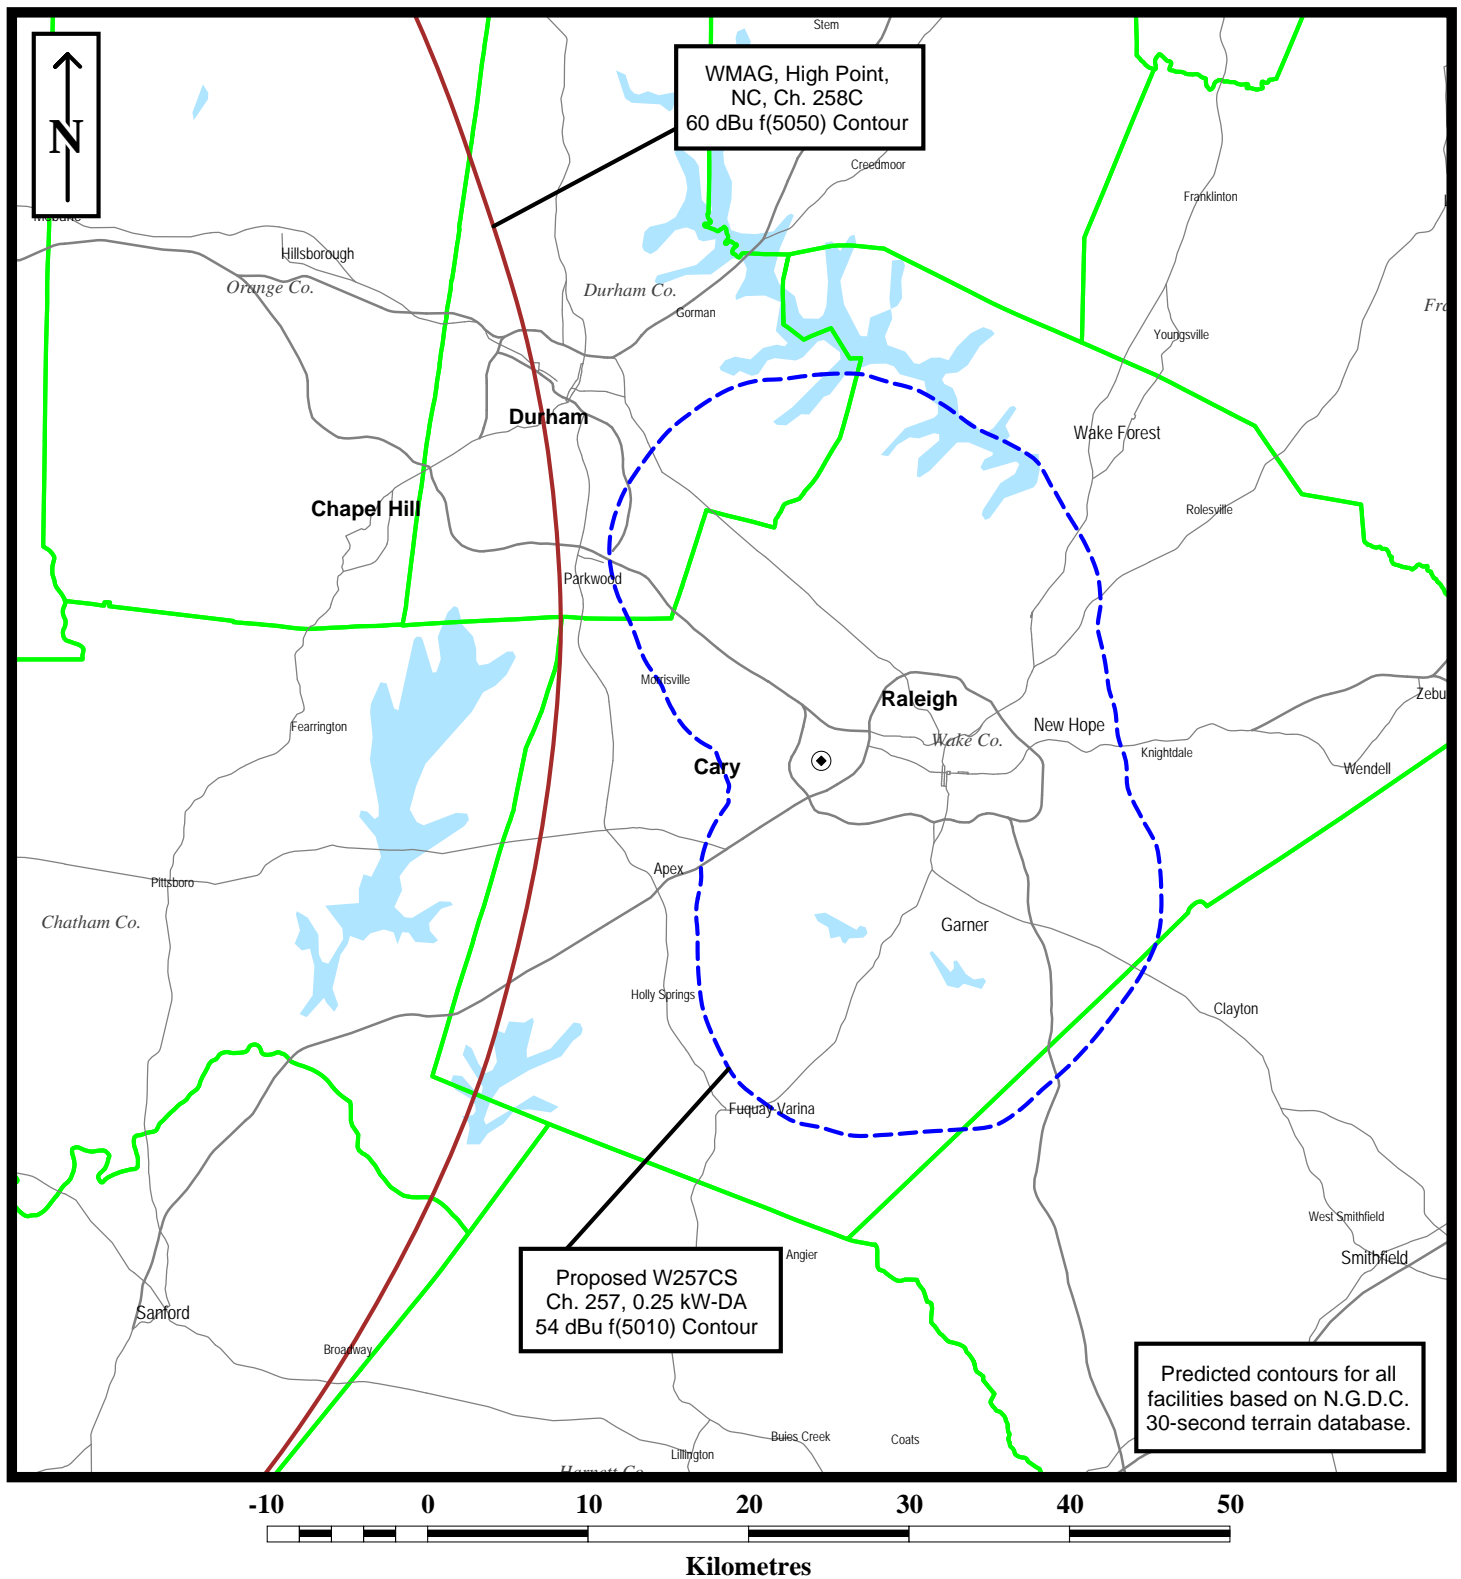 Stem
WMAG, High Point,
NC, Ch. 258C
60 dBu f(5050) Contour
N
Creedmoor
Franklinton
Hillsborough
Orange Co.
Durham Co.
Gorman
Youngsville
Durham
Wake Forest
Chapel Hill
Rolesville
Parkwood
Morrisville
Raleigh
Zebu
Fearrington
New Hope
Wake Co.
Knightdale
Cary
Wendell
Apex
Pittsboro
Chatham Co.
Garner
Holly Springs
Clayton
Fuquay-Varina
West Smithfield
Angier
Smithfield
Proposed W257CS
Ch. 257, 0.25 kW-DA
54 dBu f(5010) Contour
Sanford
Broadway
Predicted contours for all
facilities based on N.G.D.C.
30-second terrain database.
Buies Creek
Coats
Lillington
Harnett Co.
-10 0 10 20 30 40 50
Kilometres